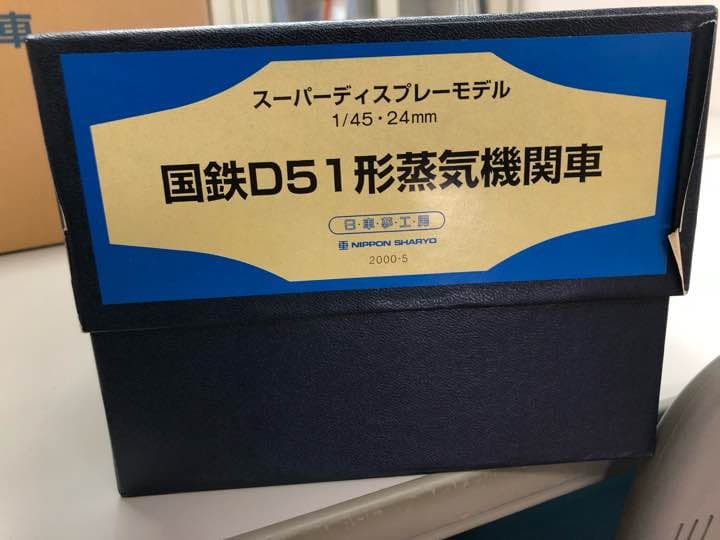 車
スーパーディスプレーモデル
1/45・24mm
国鉄D51形蒸気機関車
日・車・夢・工・房
NIPPON SHARYO
2000・5